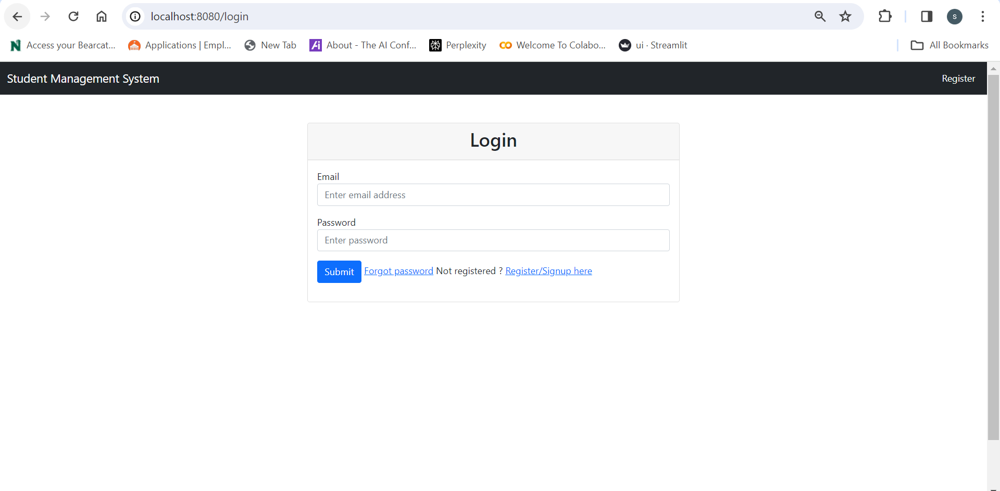 localhost:8080/login
S
Access your Bearcat... Applications | Empl... New Tab About - The AI Conf... Perplexity Welcome To Colabo... ui · Streamlit All Bookmarks
Student Management System Register
Login
Email
Enter email address
Password
Enter password
Submit Forgot password Not registered ? Register/Signup here